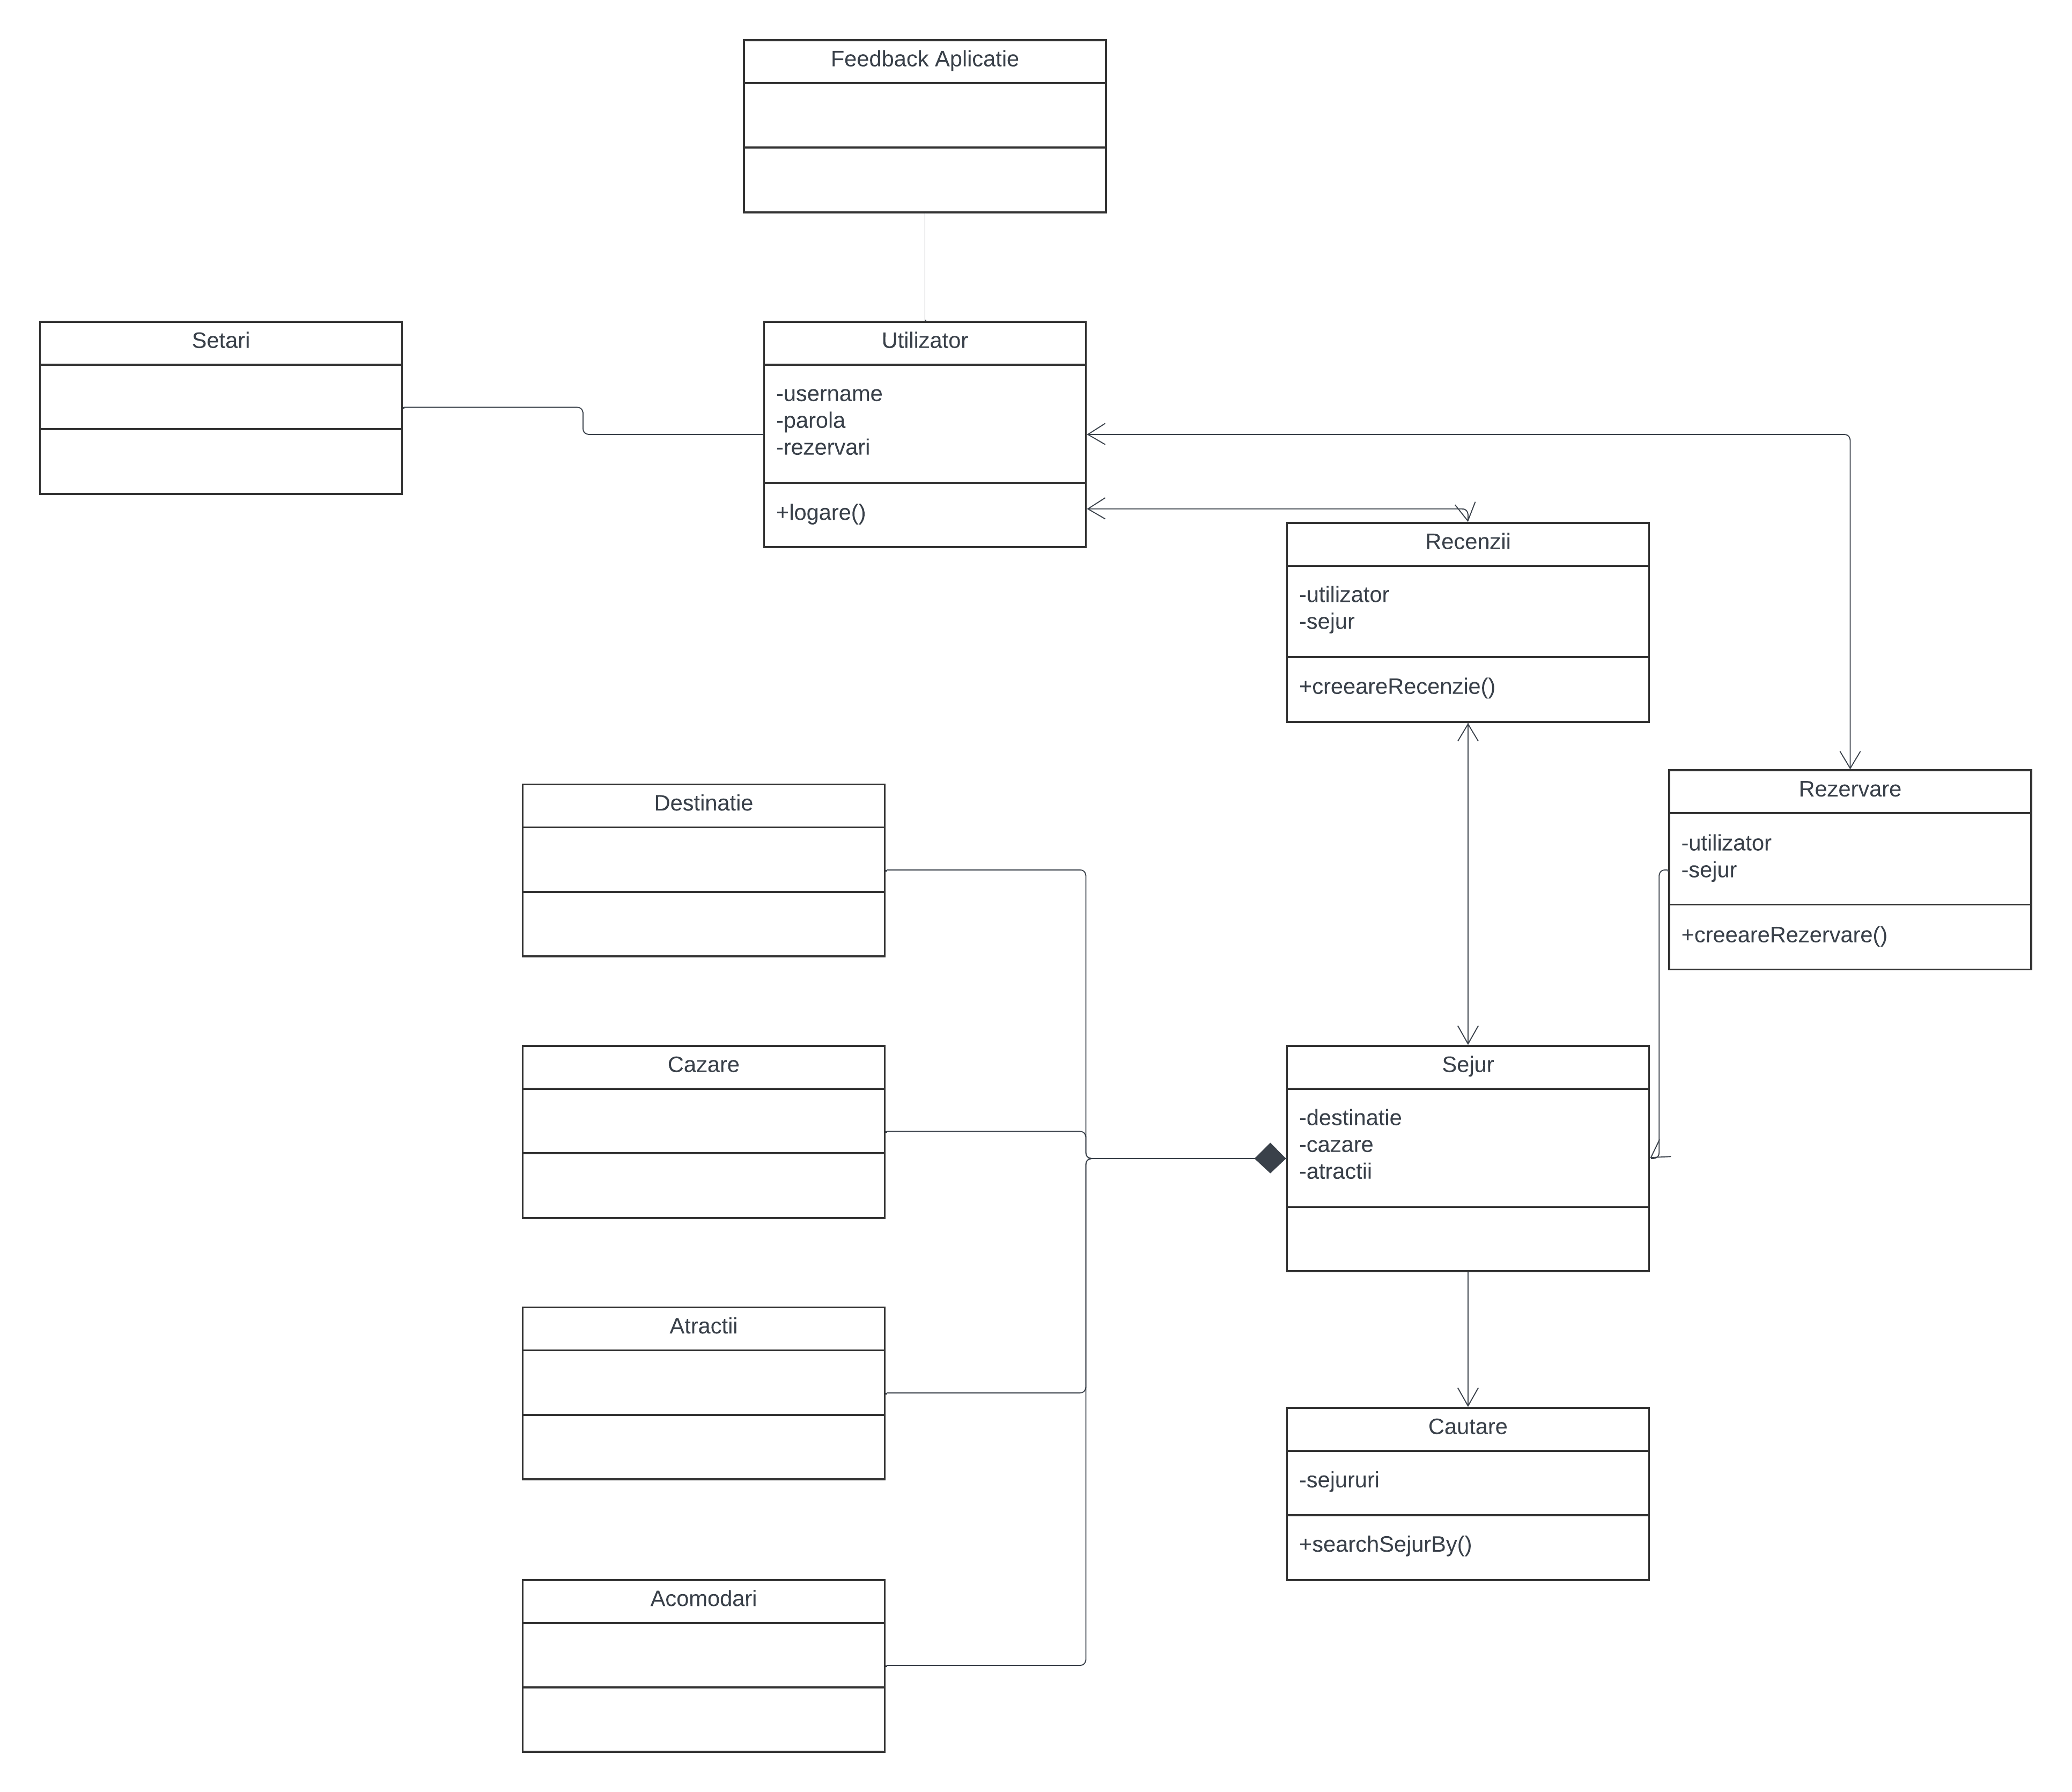 Feedback Aplicatie
Setari
Utilizator
-username
-parola
-rezervari
+logare()
Recenzii
-utilizator
-sejur
+creeareRecenzie()
Rezervare
-utilizator
-sejur
+creeareRezervare()
Destinatie
Cazare
Sejur
-destinatie
-cazare
-atractii
Atractii
Cautare
-sejururi
+searchSejurBy()
Acomodari